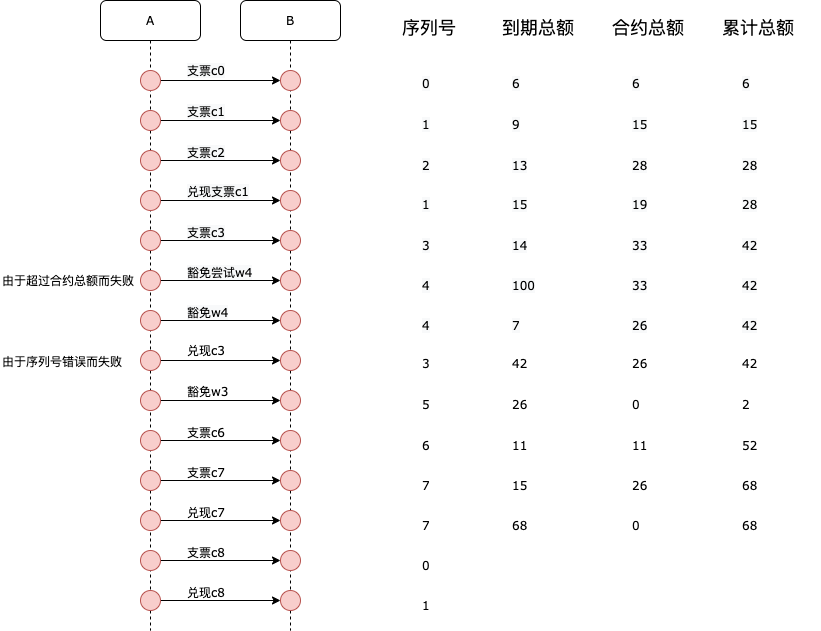 A B 序列号 到期总额 合约总额 累计总额
支票c0 0 6 6 6
支票c1 1 9 15 15
支票c2 2 13 28 28
兑现支票c1 1 15 19 28
支票c3 3 14 33 42
由于超过合约总额而失败 豁免尝试w4 4 100 33 42
豁免w4 4 7 26 42
由于序列号错误而失败 兑现c3 3 42 26 42
豁免w3 5 26 0 2
支票c6 6 11 11 52
支票c7 7 15 26 68
兑现c7 7 68 0 68
支票c8 0
兑现c8 1